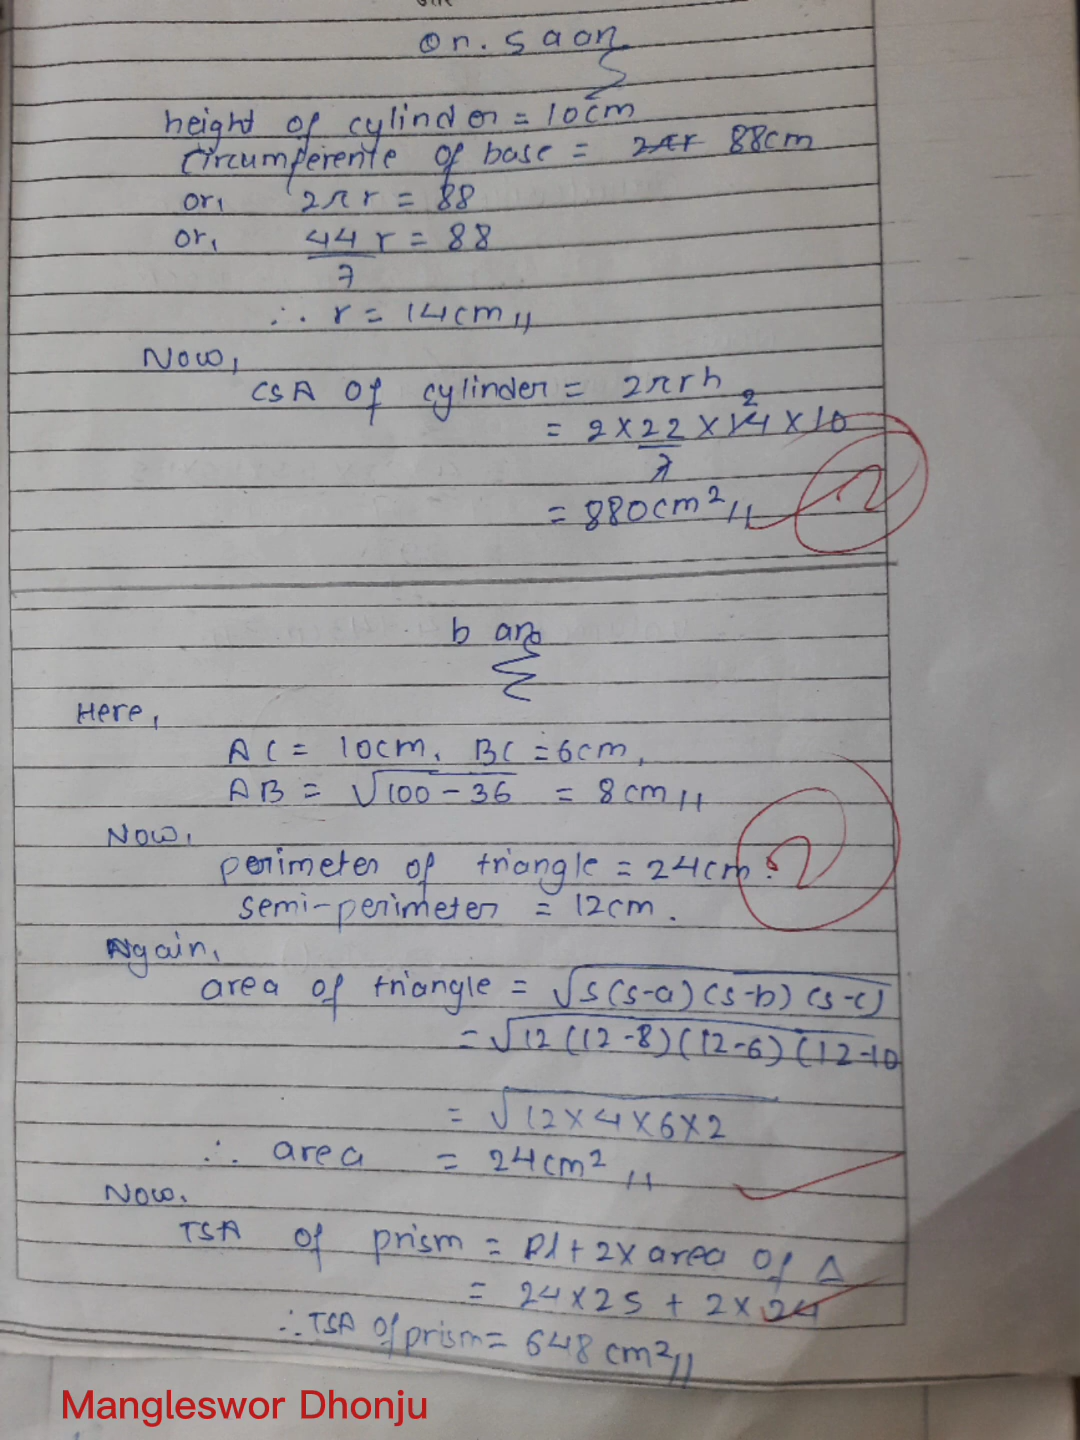 on. 5 a an
height of cylinder = 10cm
circumference of base = 2πr 88cm
or, 2πr = 88
or, 44/7 r = 88
∴ r = 14cm,,
Now,
CSA of cylinder = 2πrh
= 2 × 22/7 × 14 2 × 10
= 880cm²,,
2
b ans
Here,
AC = 10cm, BC = 6cm,
AB = √100-36 = 8cm,,
Now,
perimeter of triangle = 24cm.
2
semi-perimeter = 12cm.
Again,
area of triangle = √s(s-a)(s-b)(s-c)
= √12(12-8)(12-6)(12-10
= √12×4×6×2
∴ area = 24cm²,,
Now,
TSA of prism = Pl + 2× area of Δ
= 24×25 + 2×24
∴ TSA of prism = 648 cm²,,
Mangleswor Dhonju